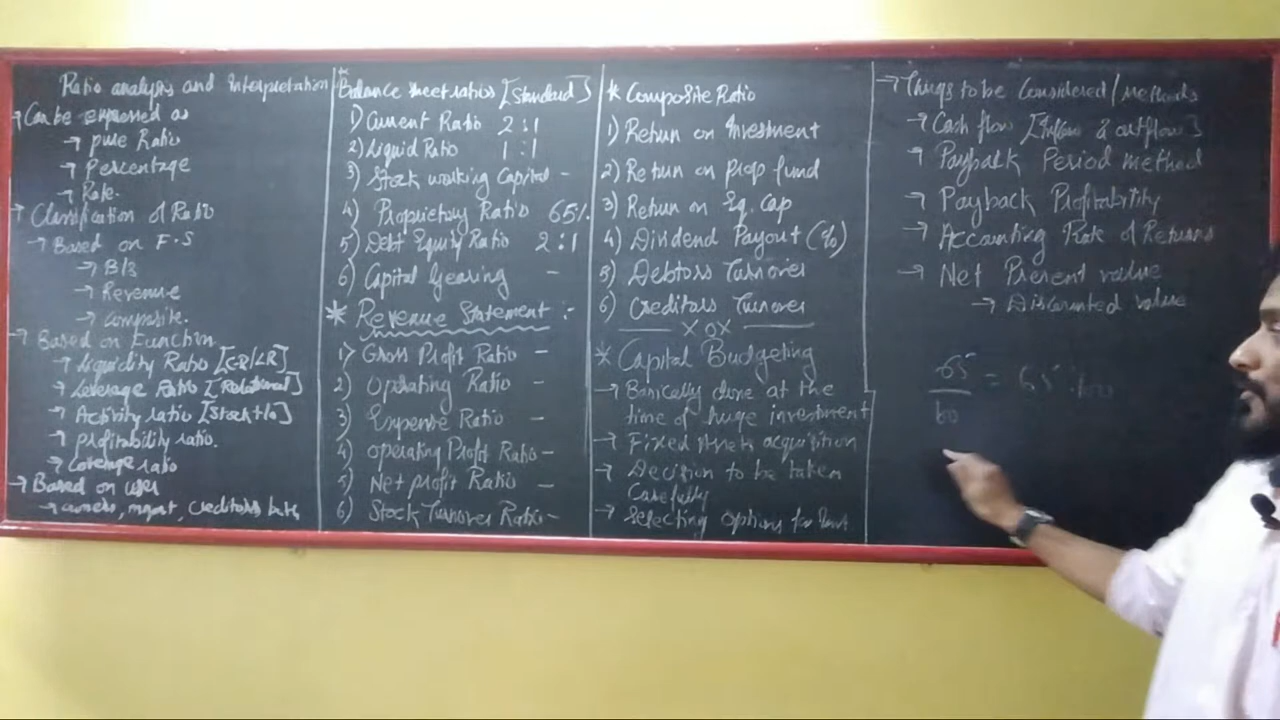 Ratio analysis and Interpretation
→ Can be expressed as
→ pure Ratio
→ Percentage
→ Rate.
→ Classification of Ratio
→ Based on F.S
→ B/S
→ Revenue
→ composite.
→ Based on Function
→ Liquidity Ratio [CR/LR]
→ Leverage Ratio
→ Activity ratio [Stock T/o]
→ profitability ratio.
→ Coverage ratio
→ Based on user
→ owners, mgmt, creditors
* Balance sheet ratios [Standard]
1) Current Ratio 2:1
2) Liquid Ratio 1:1
3) Stock working Capital -
4) Proprietary Ratio 65%
5) Debt Equity Ratio 2:1
6) Capital Gearing -
* Revenue Statement :-
1) Gross Profit Ratio -
2) Operating Ratio -
3) Expense Ratio -
4) Operating Profit Ratio -
5) Net profit Ratio -
6) Stock Turnover Ratio -
* Composite Ratio
1) Return on Investment
2) Return on prop fund
3) Return on Eq. Cap
4) Dividend Payout (%)
5) Debtors Turnover
6) Creditors Turnover
* Capital Budgeting
→ Basically done at the
time of huge investment
→ Fixed Assets acquisition
→ Decision to be taken
Carefully
→ Selecting options for
→ Things to be Considered/methods
→ Cash flow [Inflow & outflow]
→ Payback Period method
→ Payback Profitability
→ Accounting Rate of Returns
→ Net Present value
→ Discounted value
65